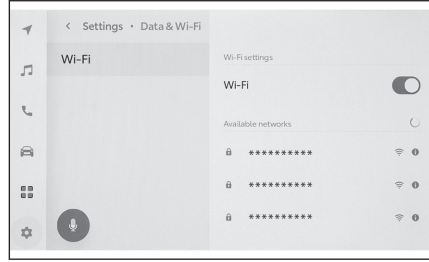 < Settings • Data & Wi-Fi
Wi-Fi
Wi-Fi settings
Wi-Fi
Available networks
**********
**********
**********